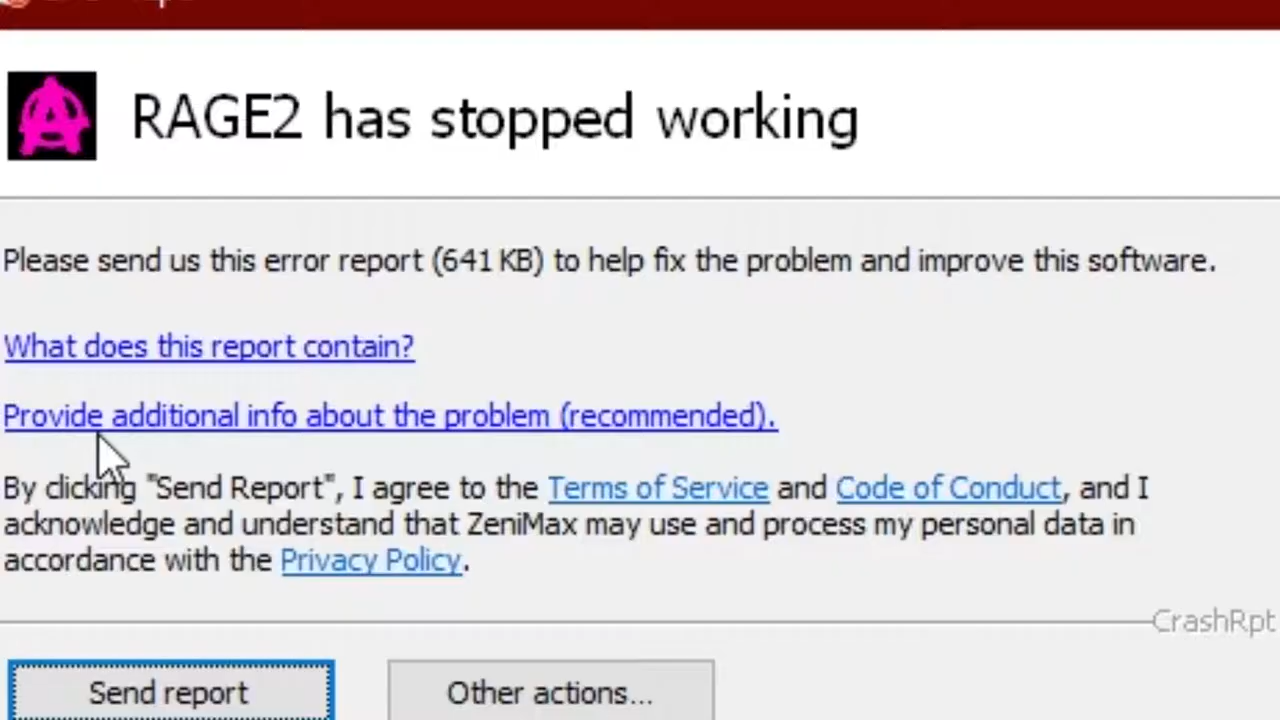 RAGE2 has stopped working
Please send us this error report (641 KB) to help fix the problem and improve this software.
What does this report contain?
Provide additional info about the problem (recommended).
By clicking "Send Report", I agree to the Terms of Service and Code of Conduct, and I
acknowledge and understand that ZeniMax may use and process my personal data in
accordance with the Privacy Policy.
CrashRpt
Send report
Other actions...